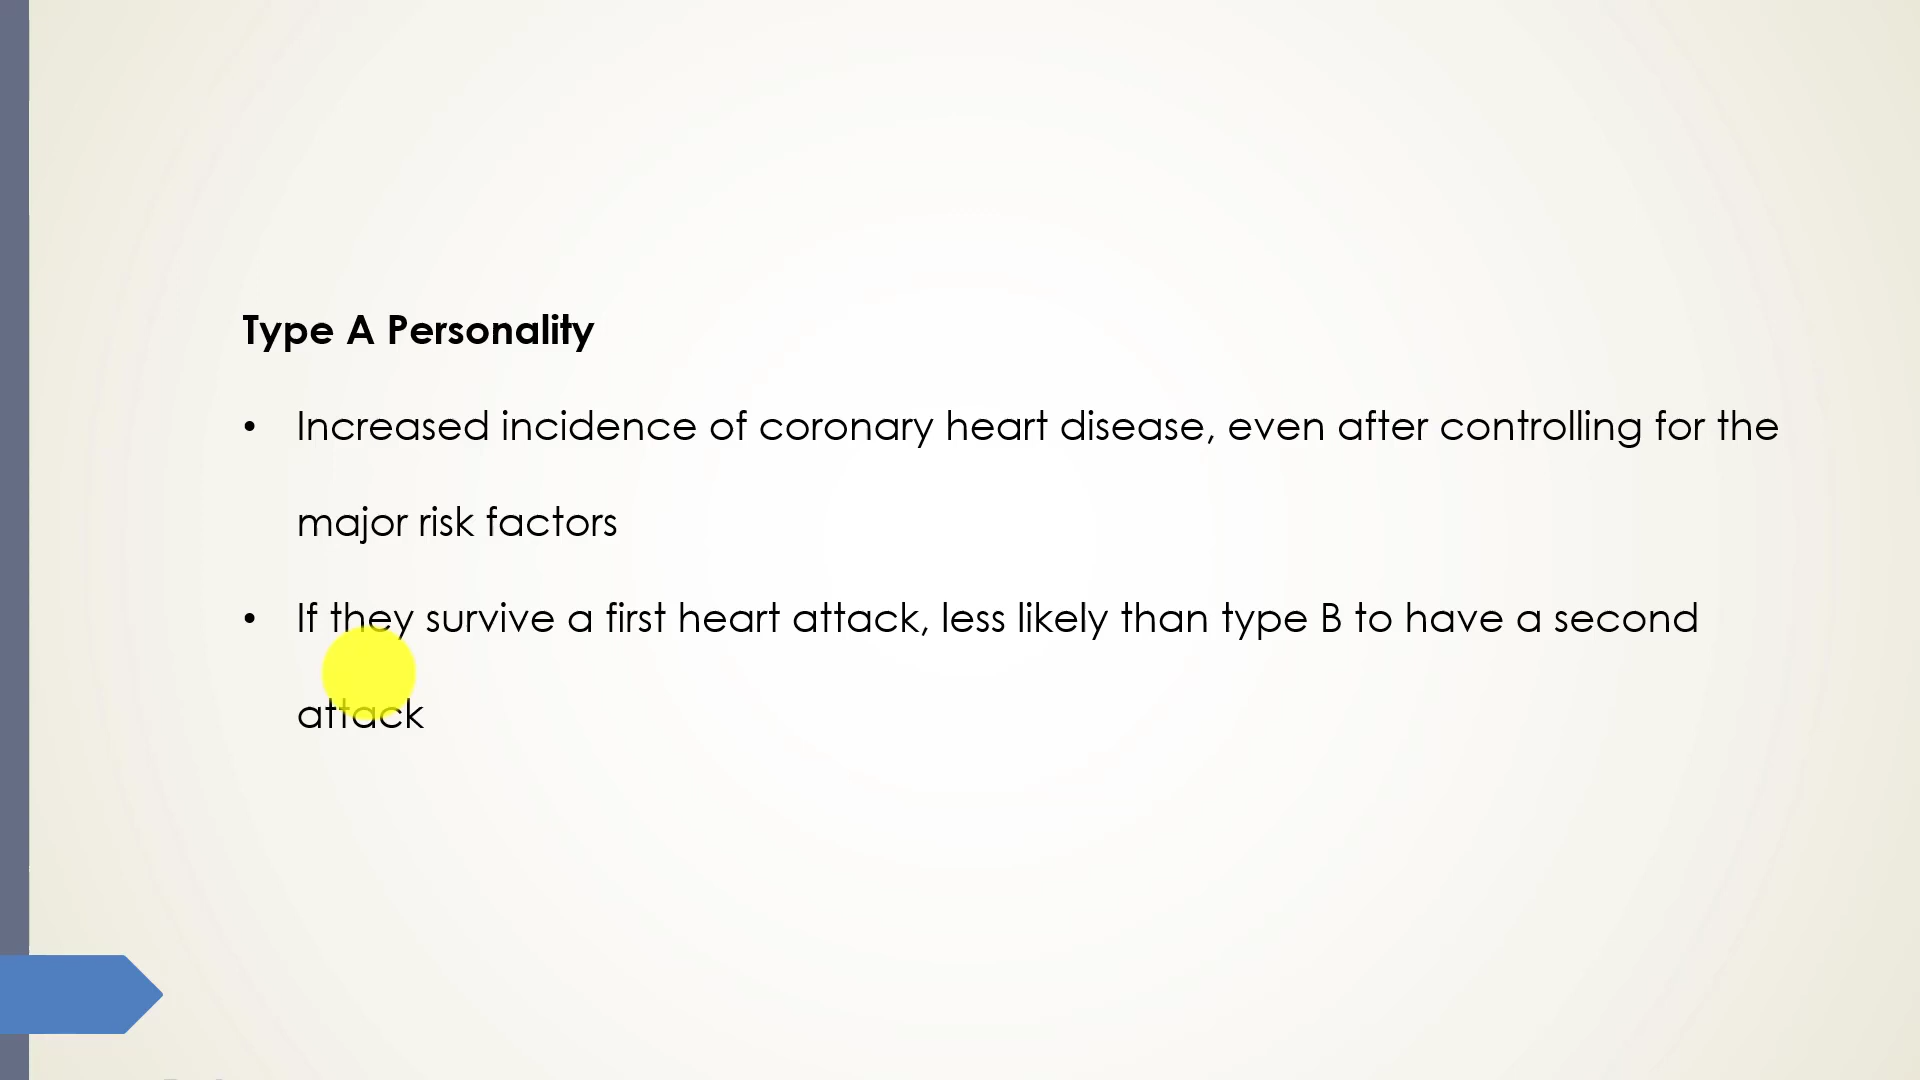 Type A Personality
• Increased incidence of coronary heart disease, even after controlling for the
major risk factors
• If they survive a first heart attack, less likely than type B to have a second
attack